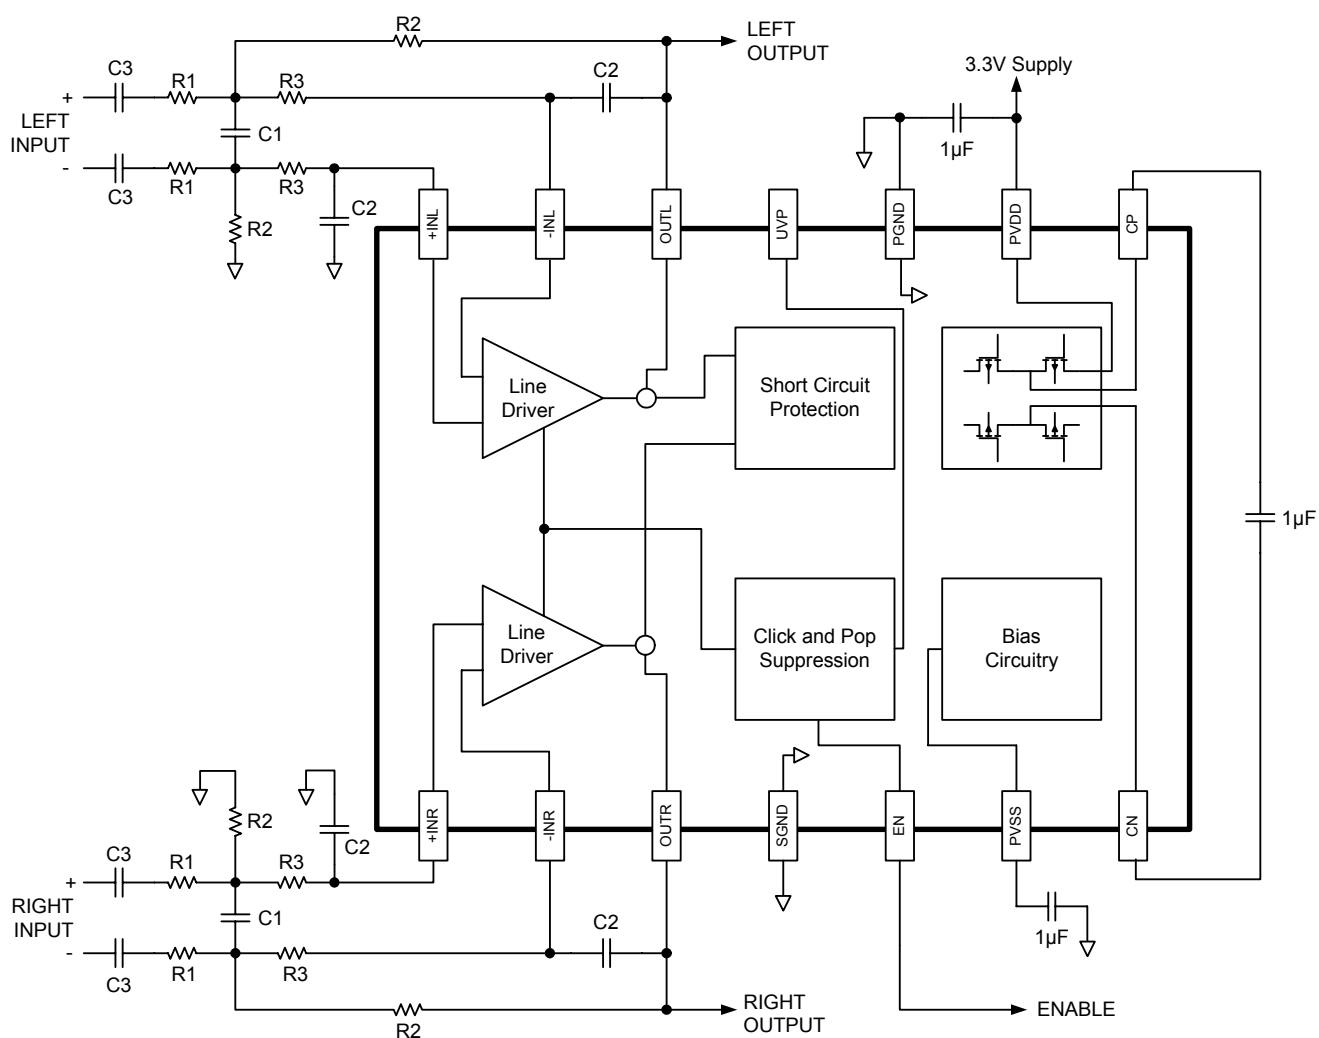 R2
LEFT
OUTPUT
C3
R1
R3
C2
3.3V Supply
+
LEFT
INPUT
-
C1
1µF
C3
R1
R3
C2
R2
+INL
-INL
OUTL
UVP
PGND
PVDD
CP
Line
Driver
Short Circuit
Protection
1µF
Line
Driver
Click and Pop
Suppression
Bias
Circuitry
+INR
-INR
OUTR
SGND
EN
PVSS
CN
R2
C2
C3
R1
R3
+
RIGHT
INPUT
-
C1
C2
1µF
C3
R1
R3
R2
RIGHT
OUTPUT
ENABLE